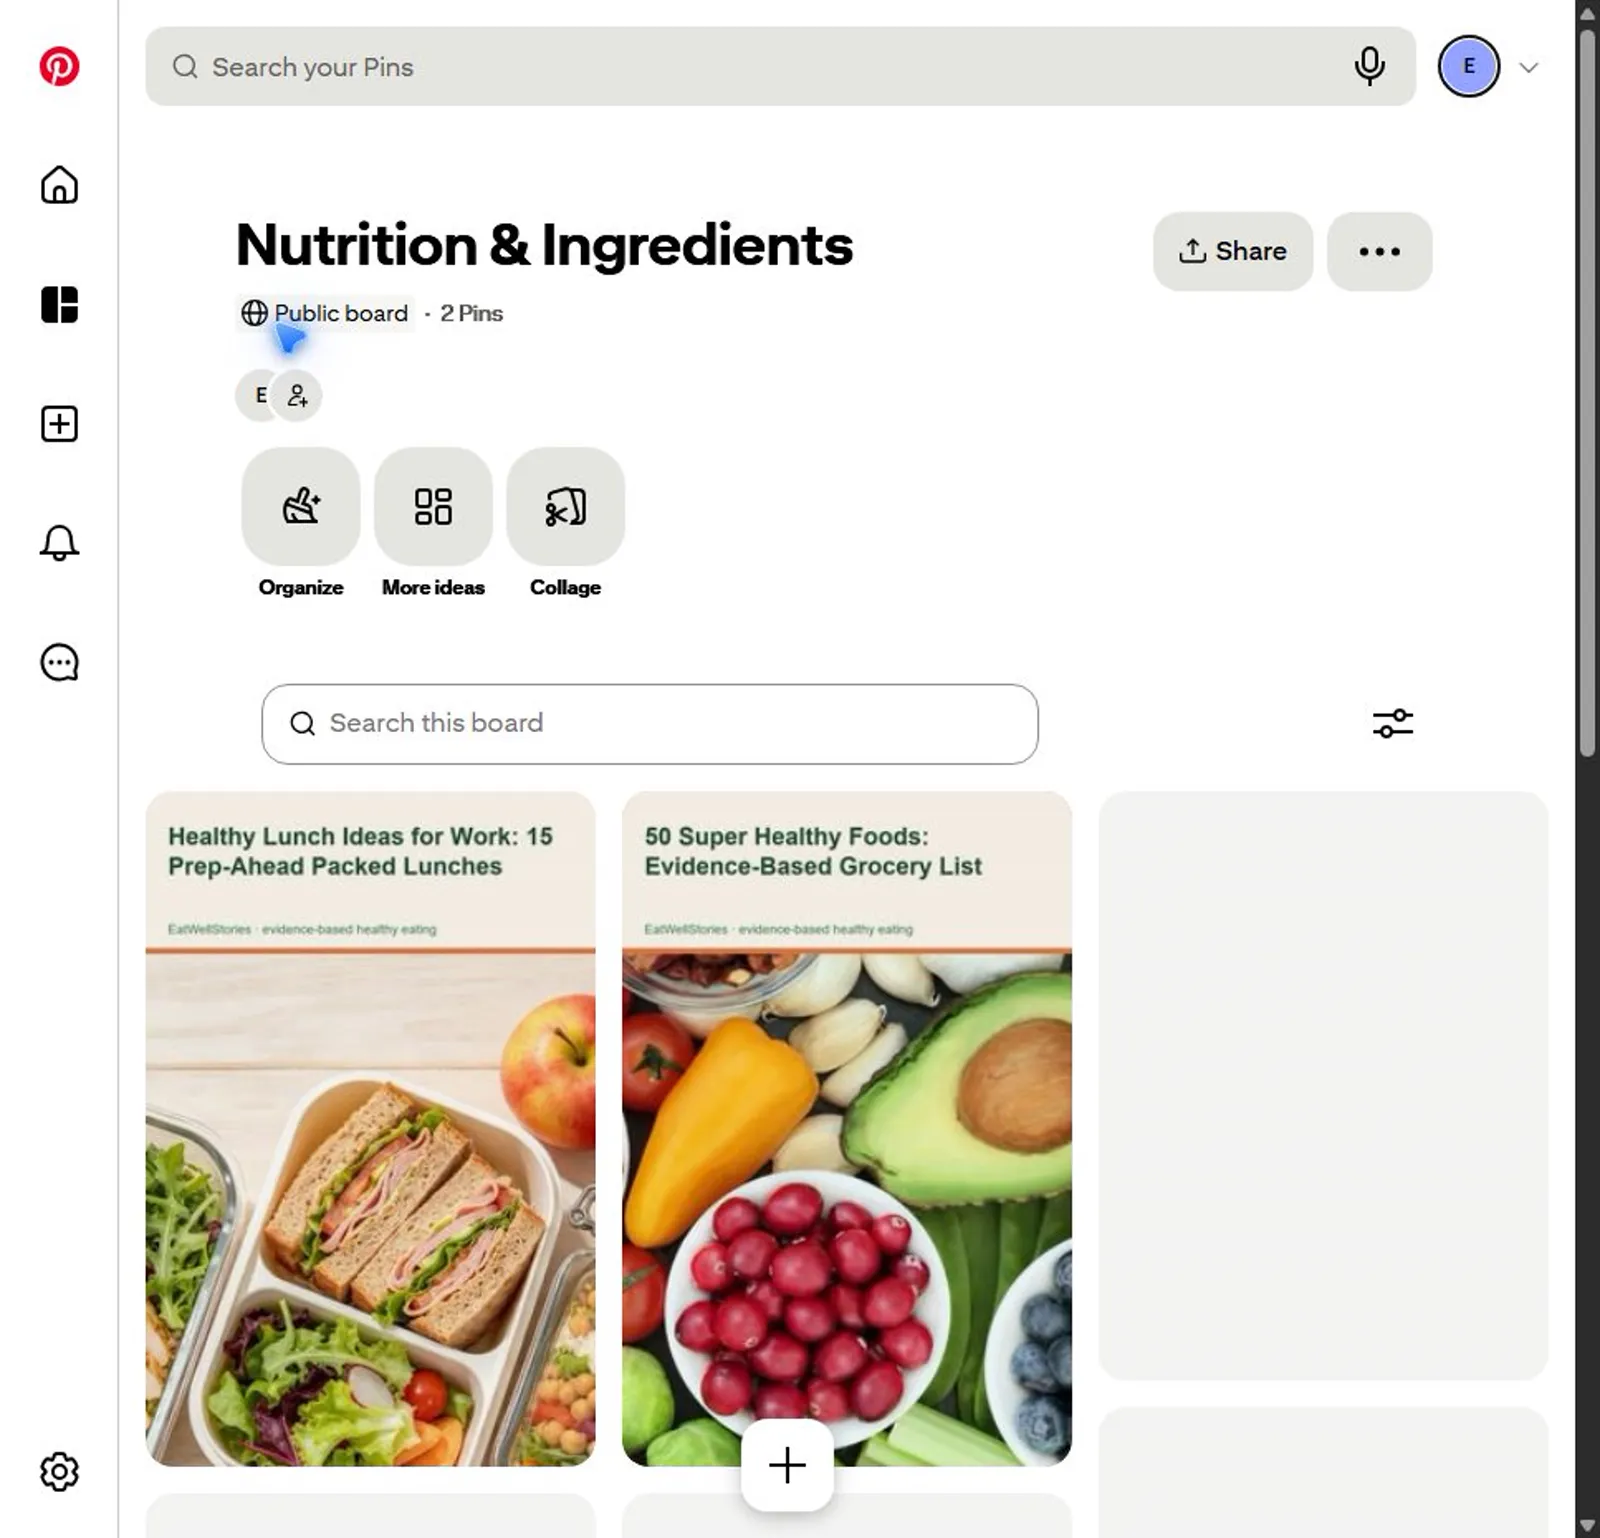 Search your Pins
E
Nutrition & Ingredients
Share
Public board · 2 Pins
E
Organize
More ideas
Collage
Search this board
Healthy Lunch Ideas for Work: 15
Prep-Ahead Packed Lunches
EatWellStories · evidence-based healthy eating
50 Super Healthy Foods:
Evidence-Based Grocery List
EatWellStories · evidence-based healthy eating